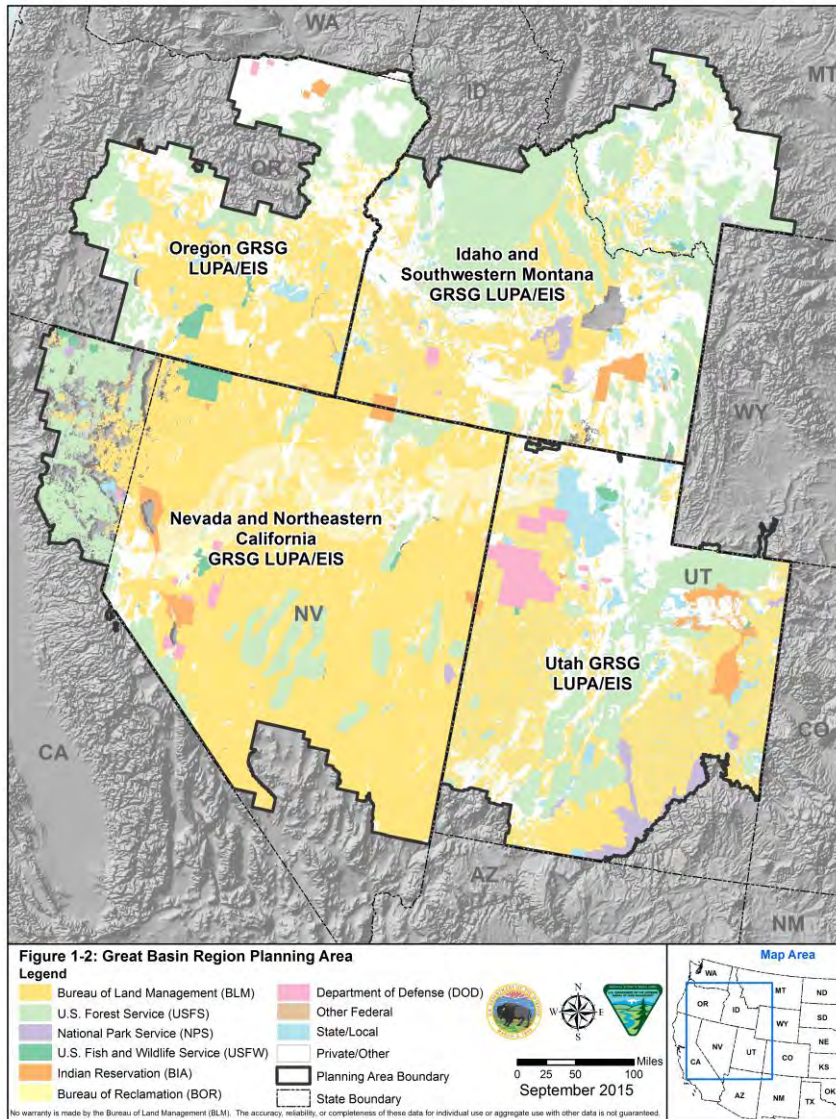 WA
MT
ID
OR
Oregon GRSG
LUPA/EIS
Idaho and
Southwestern Montana
GRSG LUPA/EIS
WY
Nevada and Northeastern
California
GRSG LUPA/EIS
UT
NV
Utah GRSG
LUPA/EIS
CA
CO
AZ
NM
Figure 1-2: Great Basin Region Planning Area
Legend
Bureau of Land Management (BLM)
U.S. Forest Service (USFS)
National Park Service (NPS)
U.S. Fish and Wildlife Service (USFW)
Indian Reservation (BIA)
Bureau of Reclamation (BOR)
Department of Defense (DOD)
Other Federal
State/Local
Private/Other
Planning Area Boundary
State Boundary
N
W E
S
Miles
0 50 100
September 2015
Map Area
WA
MT ND
OR ID
SD
WY
NE
NV
UT CO
CA
KS
OK
AZ NM
TX
No warranty is made by the Bureau of Land Management (BLM). The accuracy, reliability, or completeness of these data for individual use or aggregate use with other data is not guaranteed.